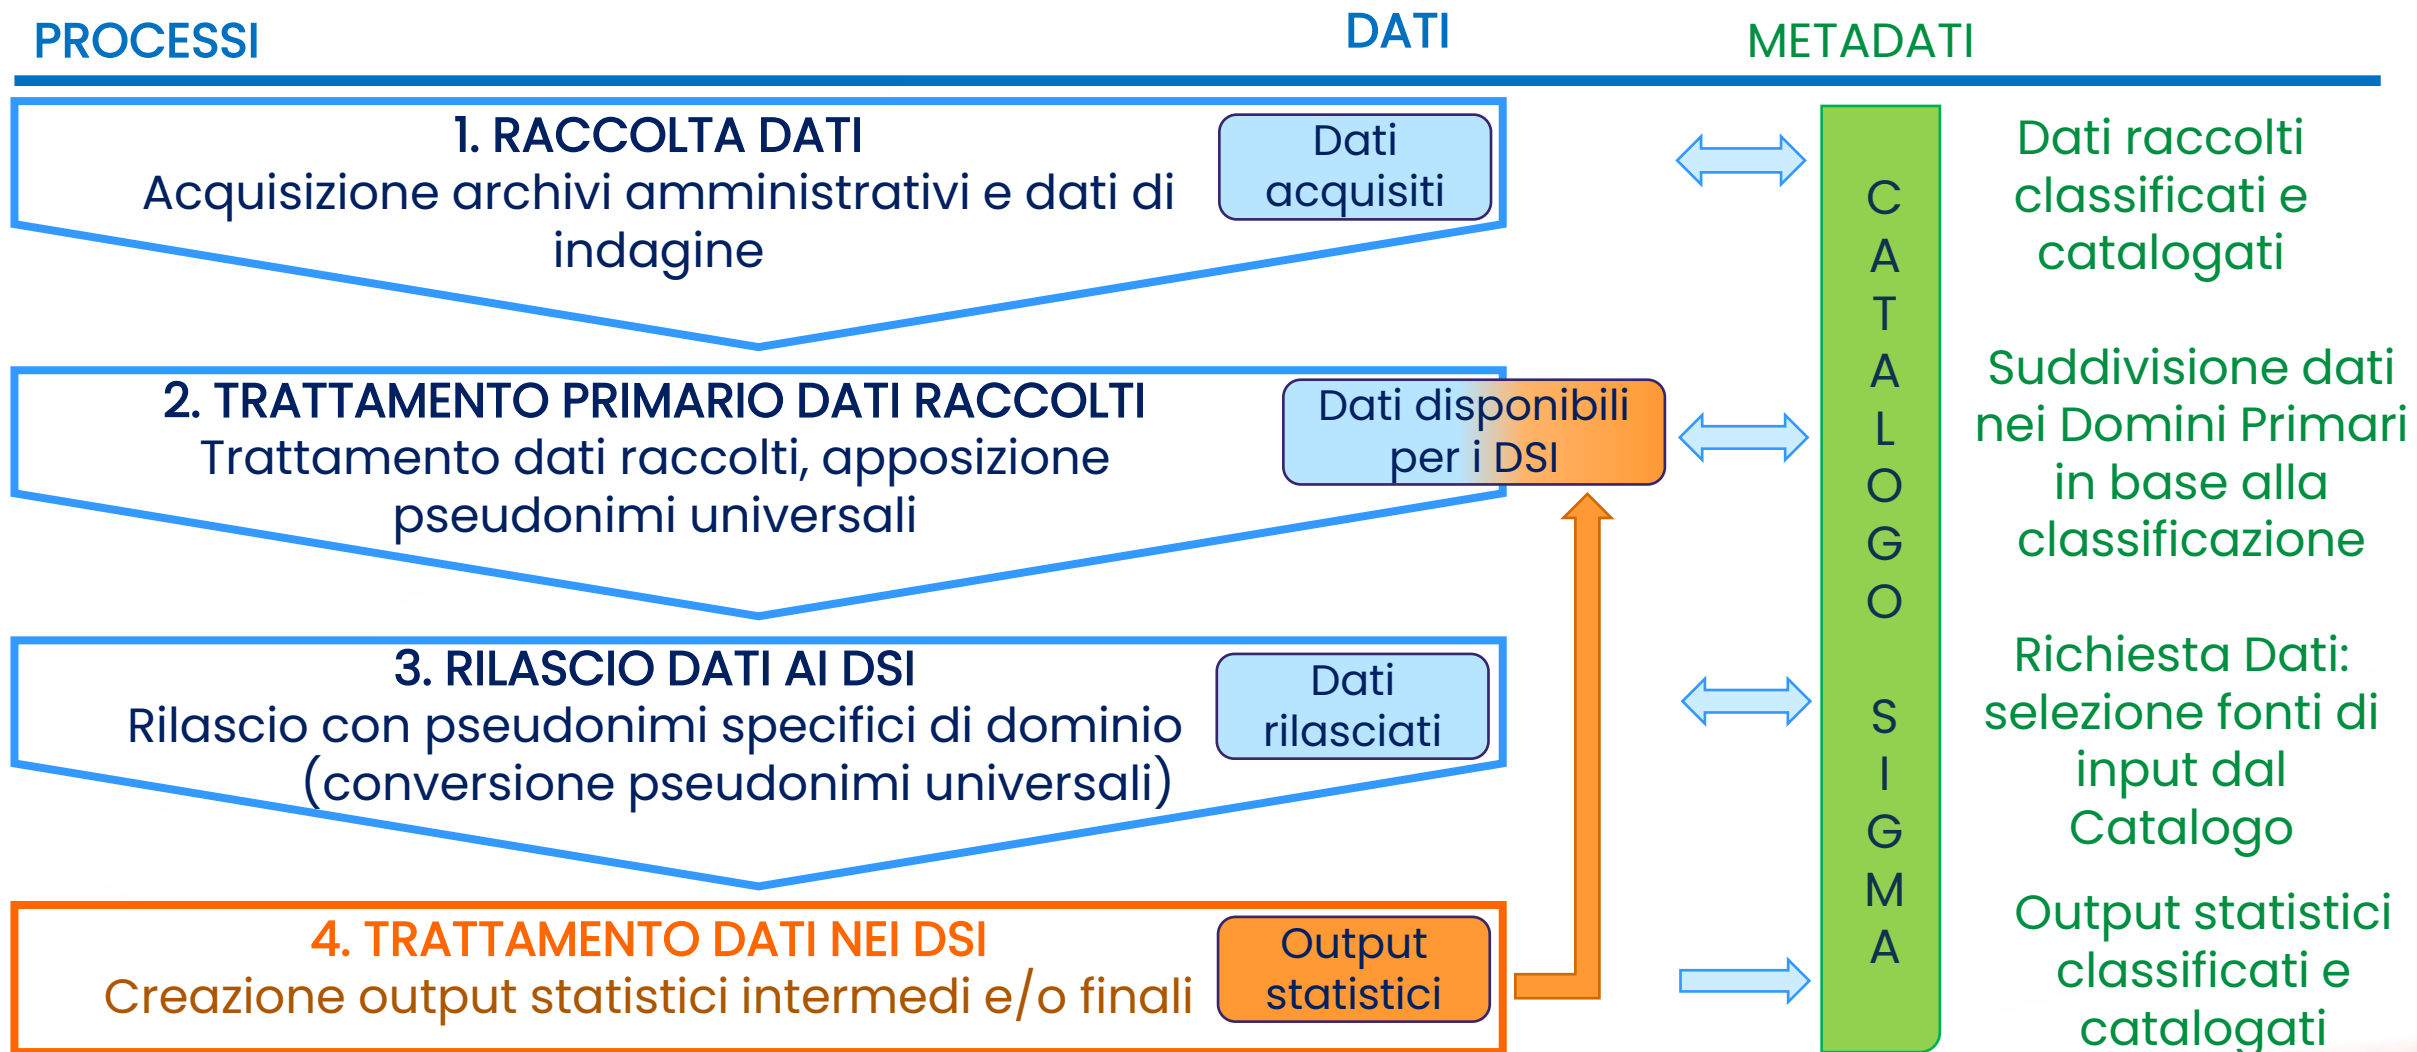 PROCESSI
DATI
METADATI
1. RACCOLTA DATI
Acquisizione archivi amministrativi e dati di
indagine
Dati
acquisiti
Dati raccolti
classificati e
catalogati
2. TRATTAMENTO PRIMARIO DATI RACCOLTI
Trattamento dati raccolti, apposizione
pseudonimi universali
Dati disponibili
per i DSI
Suddivisione dati
nei Domini Primari
in base alla
classificazione
3. RILASCIO DATI AI DSI
Rilascio con pseudonimi specifici di dominio
(conversione pseudonimi universali)
Dati
rilasciati
Richiesta Dati:
selezione fonti di
input dal
Catalogo
4. TRATTAMENTO DATI NEI DSI
Creazione output statistici intermedi e/o finali
Output
statistici
Output statistici
classificati e
catalogati
C
A
T
A
L
O
G
O
S
I
G
M
A